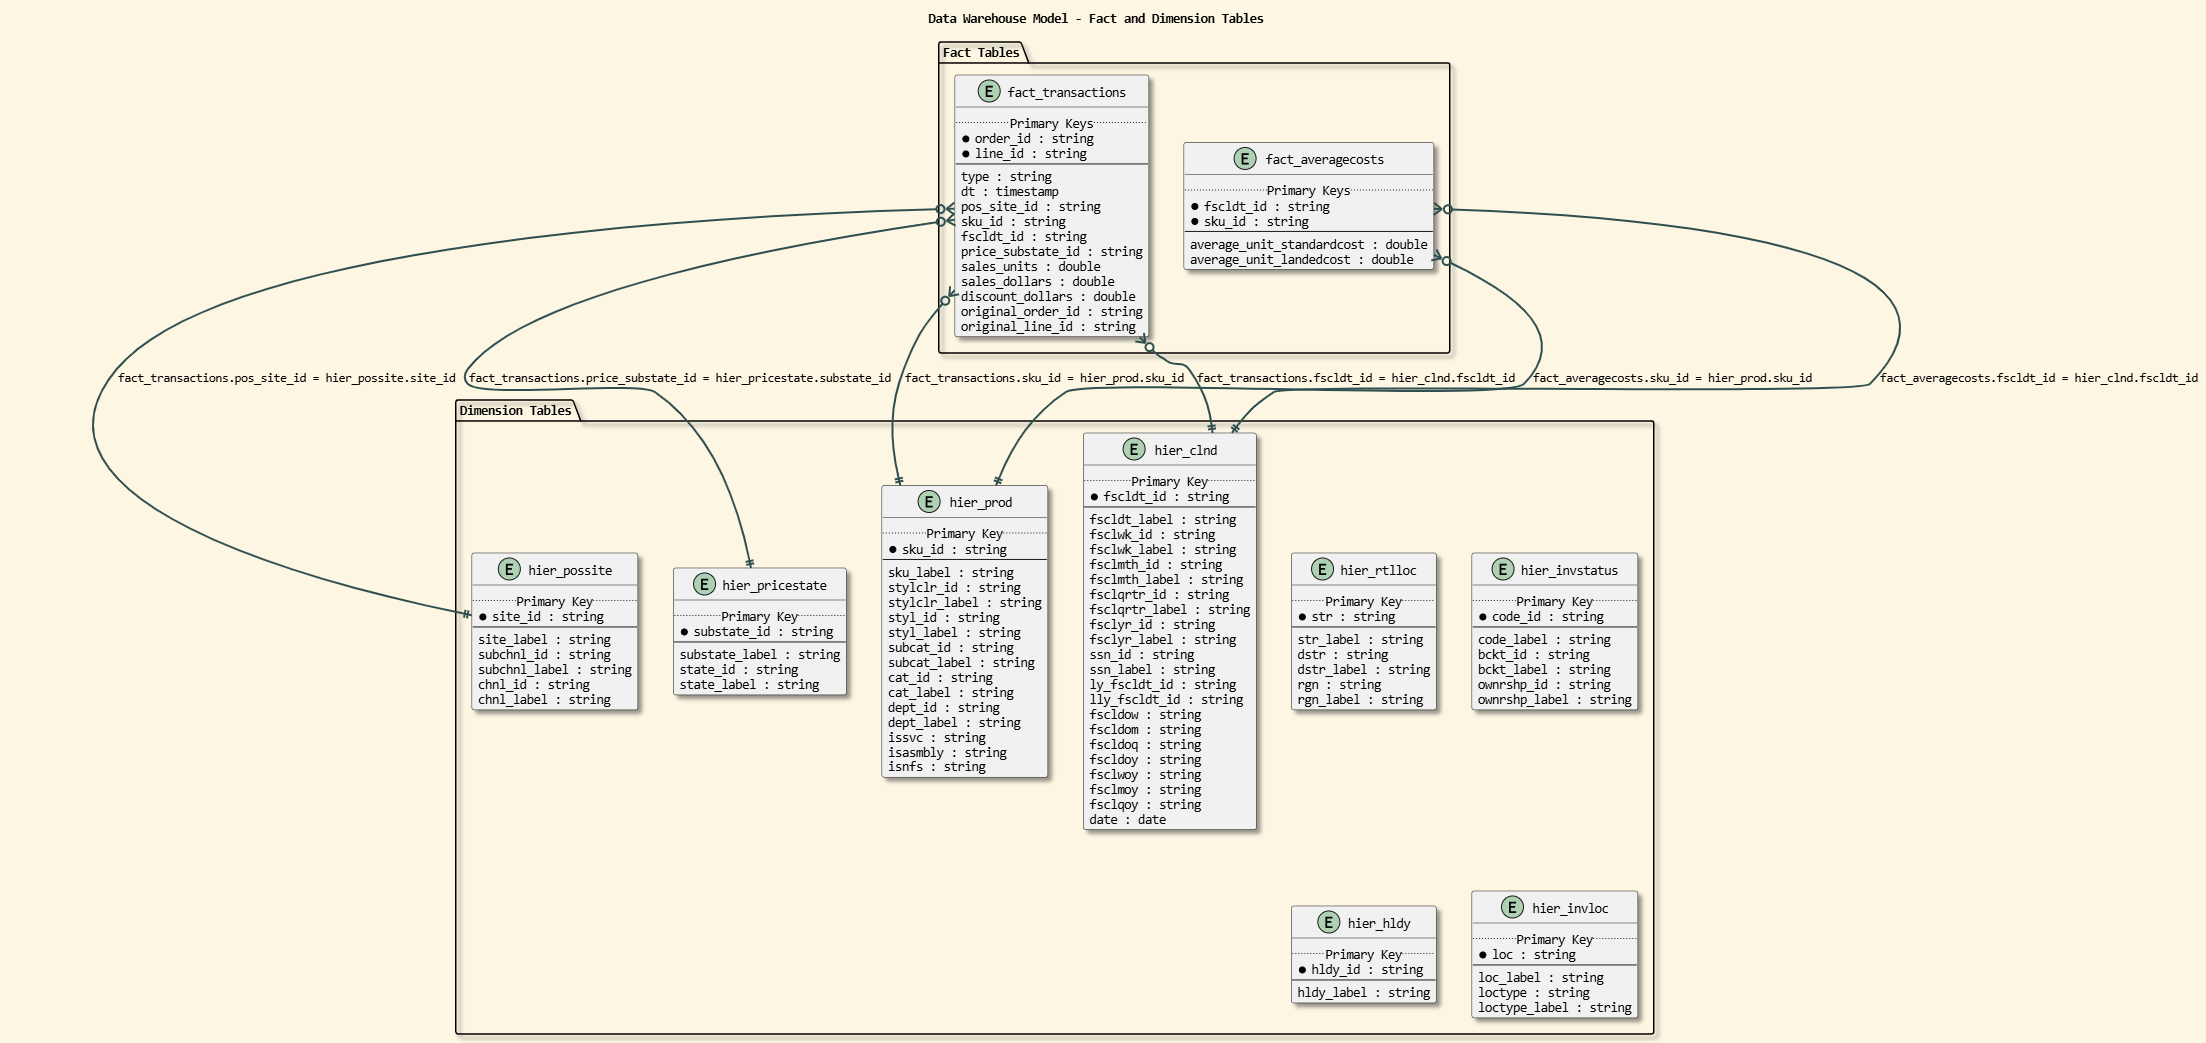 Data Warehouse Model - Fact and Dimension Tables
Fact Tables
E fact_transactions
Primary Keys
order_id : string
line_id : string
type : string
dt : timestamp
pos_site_id : string
sku_id : string
fscldt_id : string
price_substate_id : string
sales_units : double
sales_dollars : double
discount_dollars : double
original_order_id : string
original_line_id : string
E fact_averagecosts
Primary Keys
fscldt_id : string
sku_id : string
average_unit_standardcost : double
average_unit_landedcost : double
fact_transactions.pos_site_id = hier_possite.site_id
fact_transactions.price_substate_id = hier_pricestate.substate_id
fact_transactions.sku_id = hier_prod.sku_id
fact_transactions.fscldt_id = hier_clnd.fscldt_id
fact_averagecosts.sku_id = hier_prod.sku_id
fact_averagecosts.fscldt_id = hier_clnd.fscldt_id
Dimension Tables
E hier_possite
Primary Key
site_id : string
site_label : string
subchnl_id : string
subchnl_label : string
chnl_id : string
chnl_label : string
E hier_pricestate
Primary Key
substate_id : string
substate_label : string
state_id : string
state_label : string
E hier_prod
Primary Key
sku_id : string
sku_label : string
stylclr_id : string
stylclr_label : string
styl_id : string
styl_label : string
subcat_id : string
subcat_label : string
cat_id : string
cat_label : string
dept_id : string
dept_label : string
issvc : string
isasmbly : string
isnfs : string
E hier_clnd
Primary Key
fscldt_id : string
fscldt_label : string
fsclwk_id : string
fsclwk_label : string
fsclmth_id : string
fsclmth_label : string
fsclqrtr_id : string
fsclqrtr_label : string
fsclyr_id : string
fsclyr_label : string
ssn_id : string
ssn_label : string
ly_fscldt_id : string
lly_fscldt_id : string
fscldow : string
fscldom : string
fscldoq : string
fscldoy : string
fsclwoy : string
fsclmoy : string
fsclqoy : string
date : date
E hier_rtlloc
Primary Key
str : string
str_label : string
dstr : string
dstr_label : string
rgn : string
rgn_label : string
E hier_invstatus
Primary Key
code_id : string
code_label : string
bckt_id : string
bckt_label : string
ownrshp_id : string
ownrshp_label : string
E hier_hldy
Primary Key
hldy_id : string
hldy_label : string
E hier_invloc
Primary Key
loc : string
loc_label : string
loctype : string
loctype_label : string